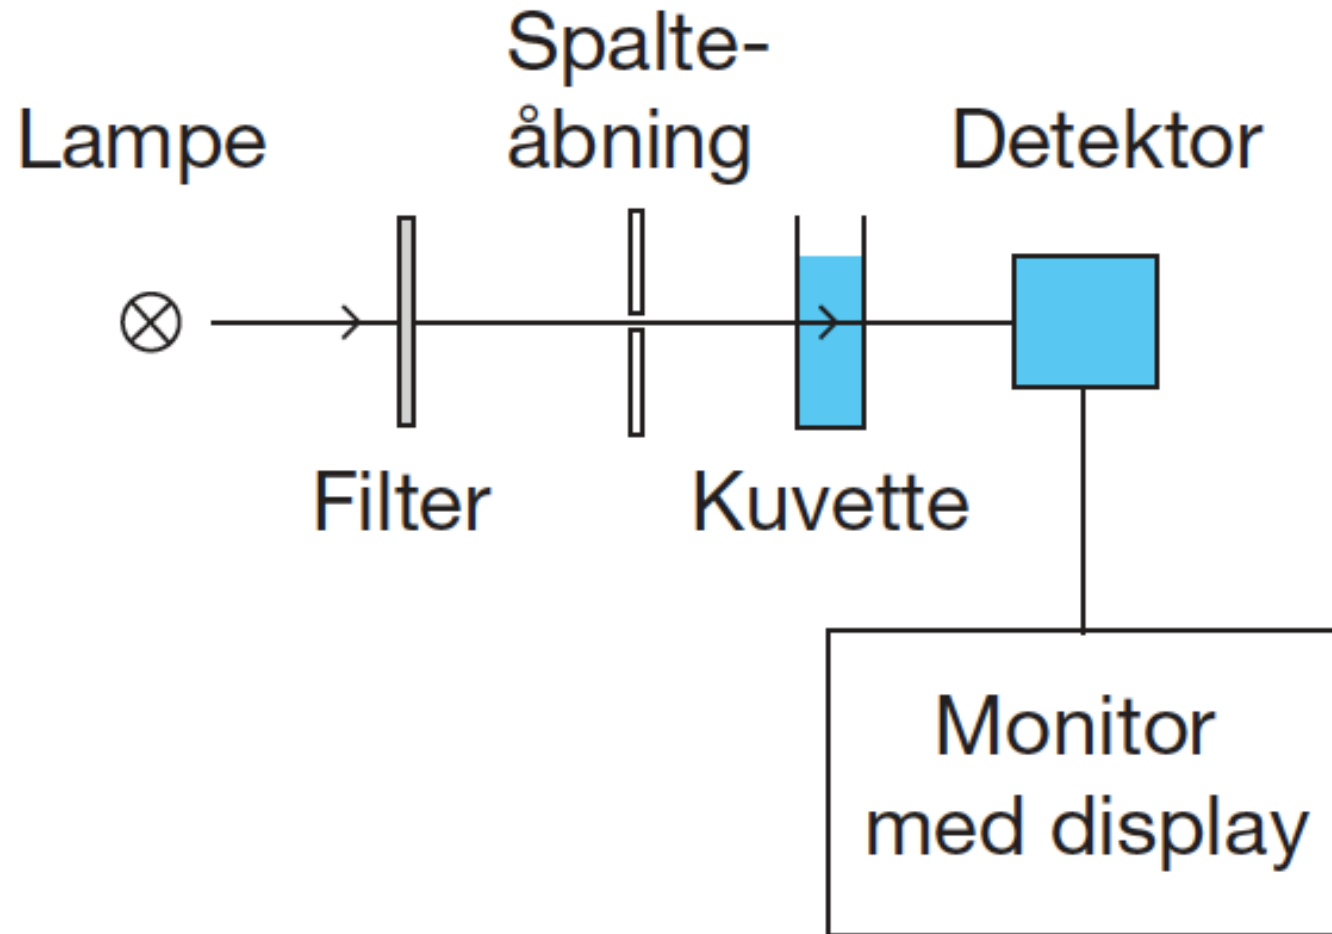 Lampe
Spalte-
åbning
Detektor
Filter
Kuvette
Monitor
med display